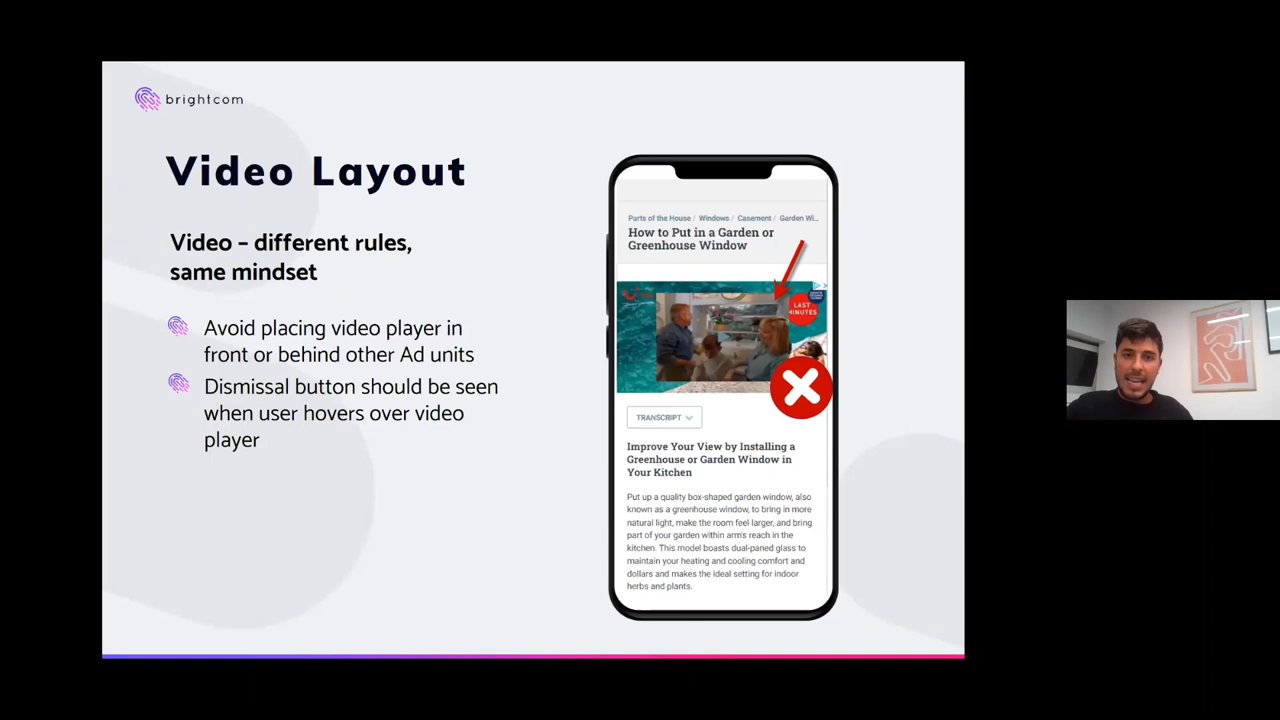 brightcom
Video Layout
Video – different rules,
same mindset
Avoid placing video player in
front or behind other Ad units
Dismissal button should be seen
when user hovers over video
player
Parts of the House / Windows / Casement / Garden Wi...
How to Put in a Garden or
Greenhouse Window
LAST
MINUTES
TRANSCRIPT
Improve Your View by Installing a
Greenhouse or Garden Window in
Your Kitchen
Put up a quality box-shaped garden window, also
known as a greenhouse window, to bring in more
natural light, make the room feel larger, and bring
part of your garden within arm's reach in the
kitchen. This model boasts dual-paned glass to
maintain your heating and cooling comfort and
dollars and makes the ideal setting for indoor
herbs and plants.